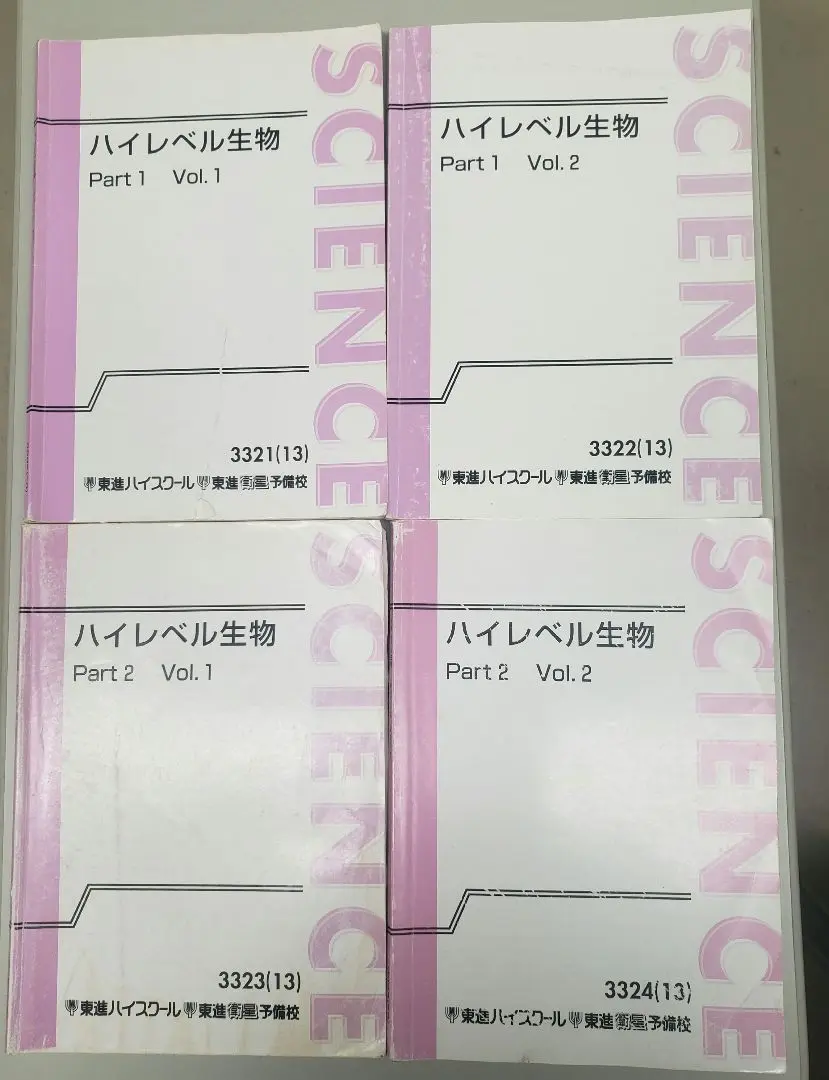 ハイレベル生物
Part 1 Vol. 1
SCIENCE
3321(13)
東進ハイスクール 東進衛星予備校
ハイレベル生物
Part 1 Vol. 2
SCIENCE
3322(13)
東進ハイスクール 東進衛星予備校
ハイレベル生物
Part 2 Vol. 1
SCIENCE
3323(13)
東進ハイスクール 東進衛星予備校
ハイレベル生物
Part 2 Vol. 2
SCIENCE
3324(13)
東進ハイスクール 東進衛星予備校